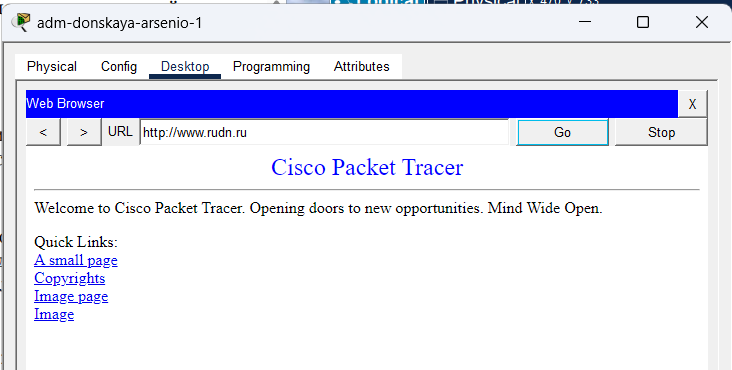 adm-donskaya-arsenio-1
Physical Config Desktop Programming Attributes
Web Browser X
< > URL http://www.rudn.ru Go Stop
Cisco Packet Tracer
Welcome to Cisco Packet Tracer. Opening doors to new opportunities. Mind Wide Open.
Quick Links:
A small page
Copyrights
Image page
Image